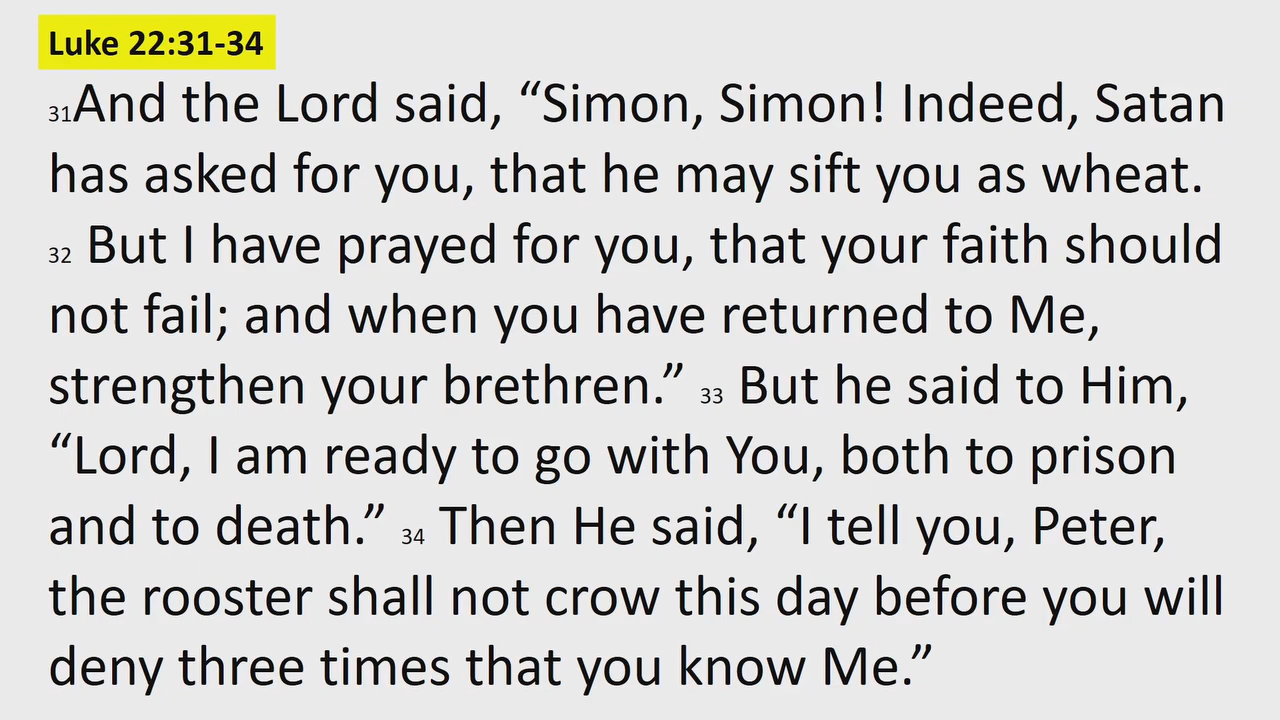 Luke 22:31-34
31And the Lord said, “Simon, Simon! Indeed, Satan
has asked for you, that he may sift you as wheat.
32 But I have prayed for you, that your faith should
not fail; and when you have returned to Me,
strengthen your brethren.” 33 But he said to Him,
“Lord, I am ready to go with You, both to prison
and to death.” 34 Then He said, “I tell you, Peter,
the rooster shall not crow this day before you will
deny three times that you know Me.”